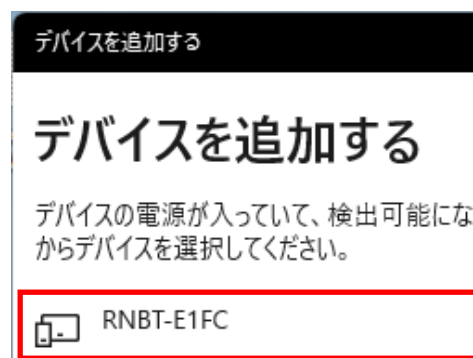 デバイスを追加する
デバイスを追加する
デバイスの電源が入っていて、検出可能にな
からデバイスを選択してください。
RNBT-E1FC